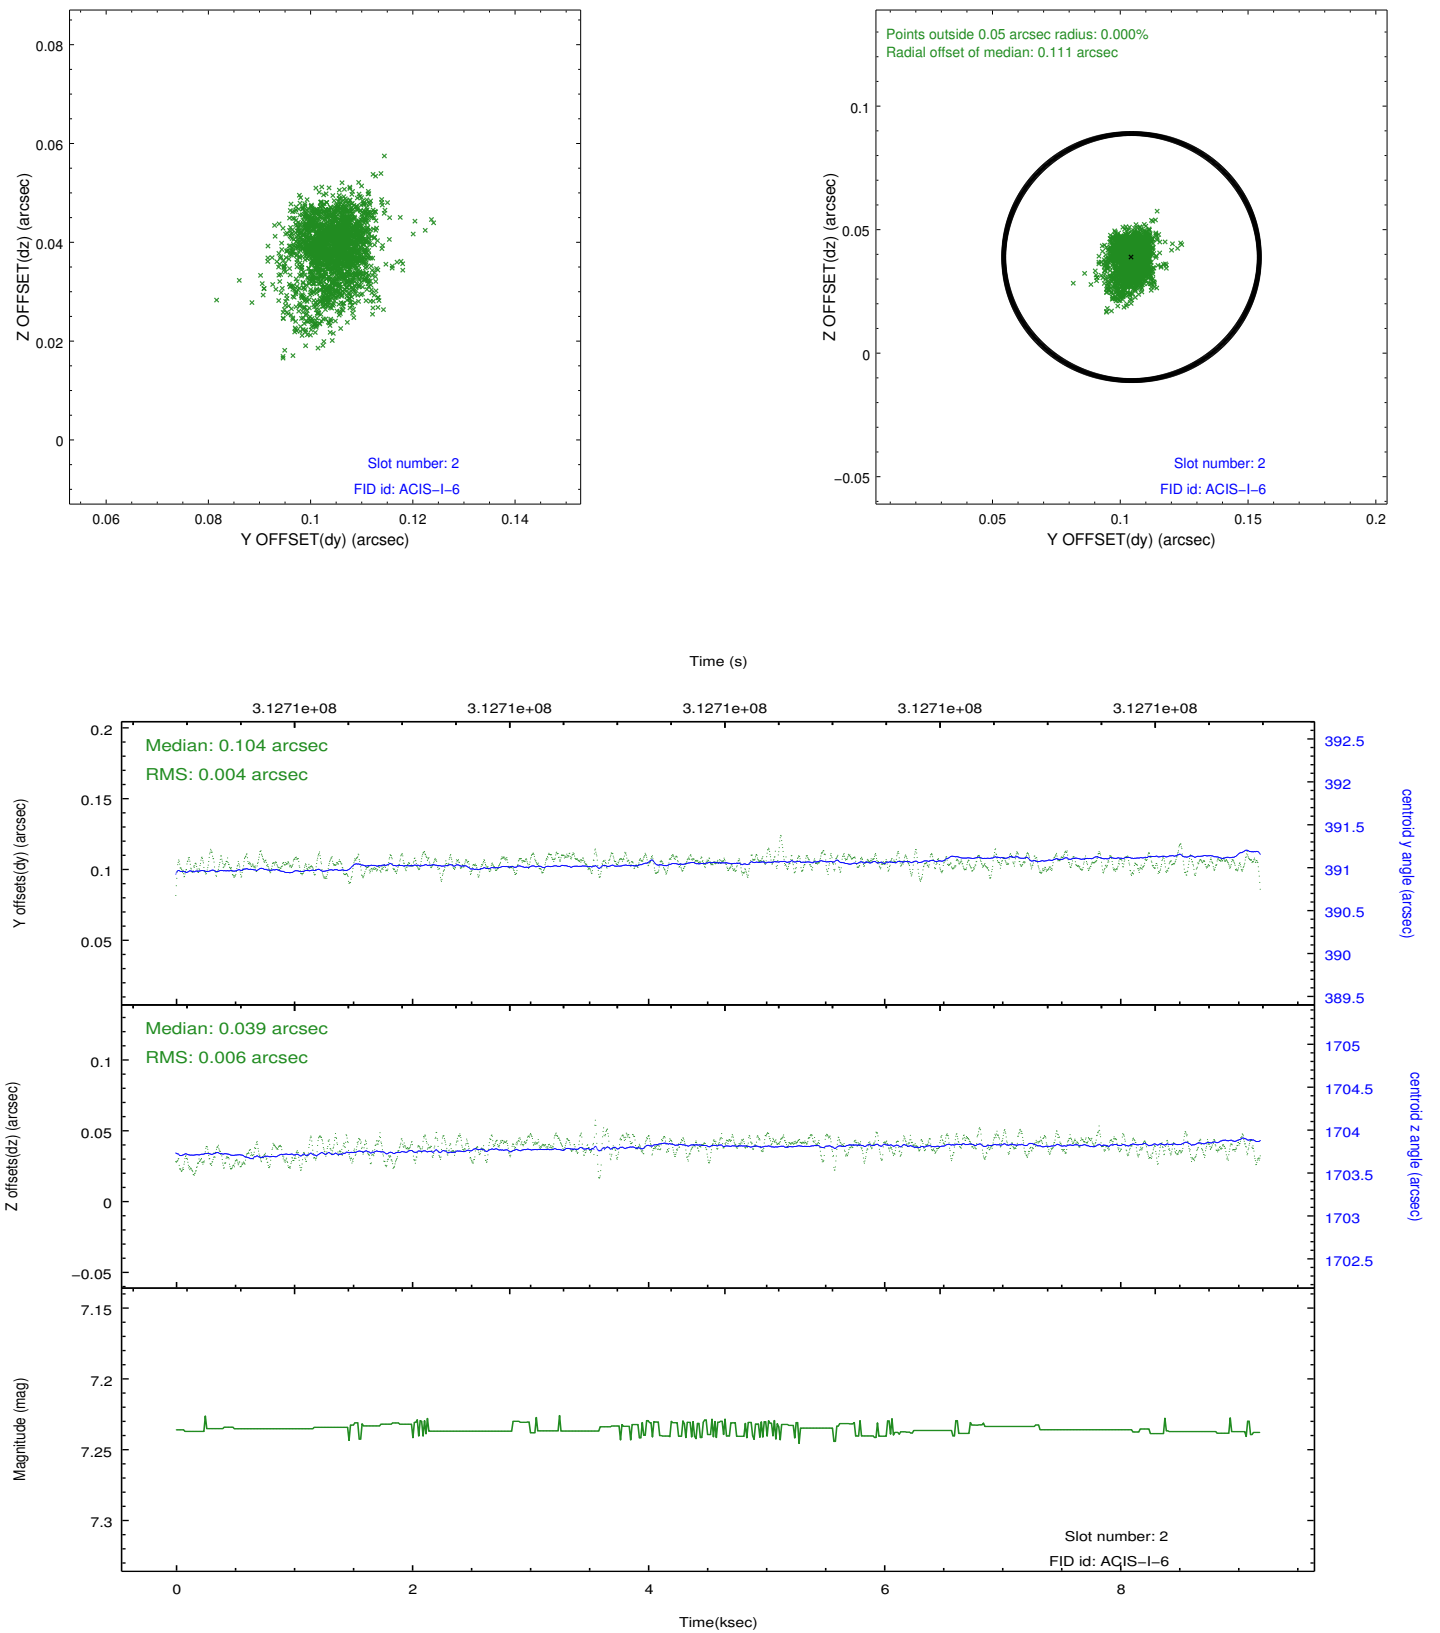 0.08
0.06
0.04
0.02
0
Z OFFSET(dz) (arcsec)
Slot number: 2
FID id: ACIS−I−6
0.06 0.08 0.1 0.12 0.14
Y OFFSET(dy) (arcsec)
Points outside 0.05 arcsec radius: 0.000%
Radial offset of median: 0.111 arcsec
0.1
0.05
0
−0.05
Z OFFSET(dz) (arcsec)
Slot number: 2
FID id: ACIS−I−6
0.05 0.1 0.15 0.2
Y OFFSET(dy) (arcsec)
Time (s)
3.1271e+08 3.1271e+08 3.1271e+08 3.1271e+08 3.1271e+08
Median: 0.104 arcsec
RMS: 0.004 arcsec
0.2
0.15
0.1
0.05
Y offsets(dy) (arcsec)
392.5
392
391.5
391
390.5
390
389.5
centroid y angle (arcsec)
Median: 0.039 arcsec
RMS: 0.006 arcsec
0.1
0.05
0
−0.05
Z offsets(dz) (arcsec)
1705
1704.5
1704
1703.5
1703
1702.5
centroid z angle (arcsec)
7.15
7.2
7.25
7.3
Magnitude (mag)
Slot number: 2
FID id: ACIS−I−6
0 2 4 6 8
Time(ksec)